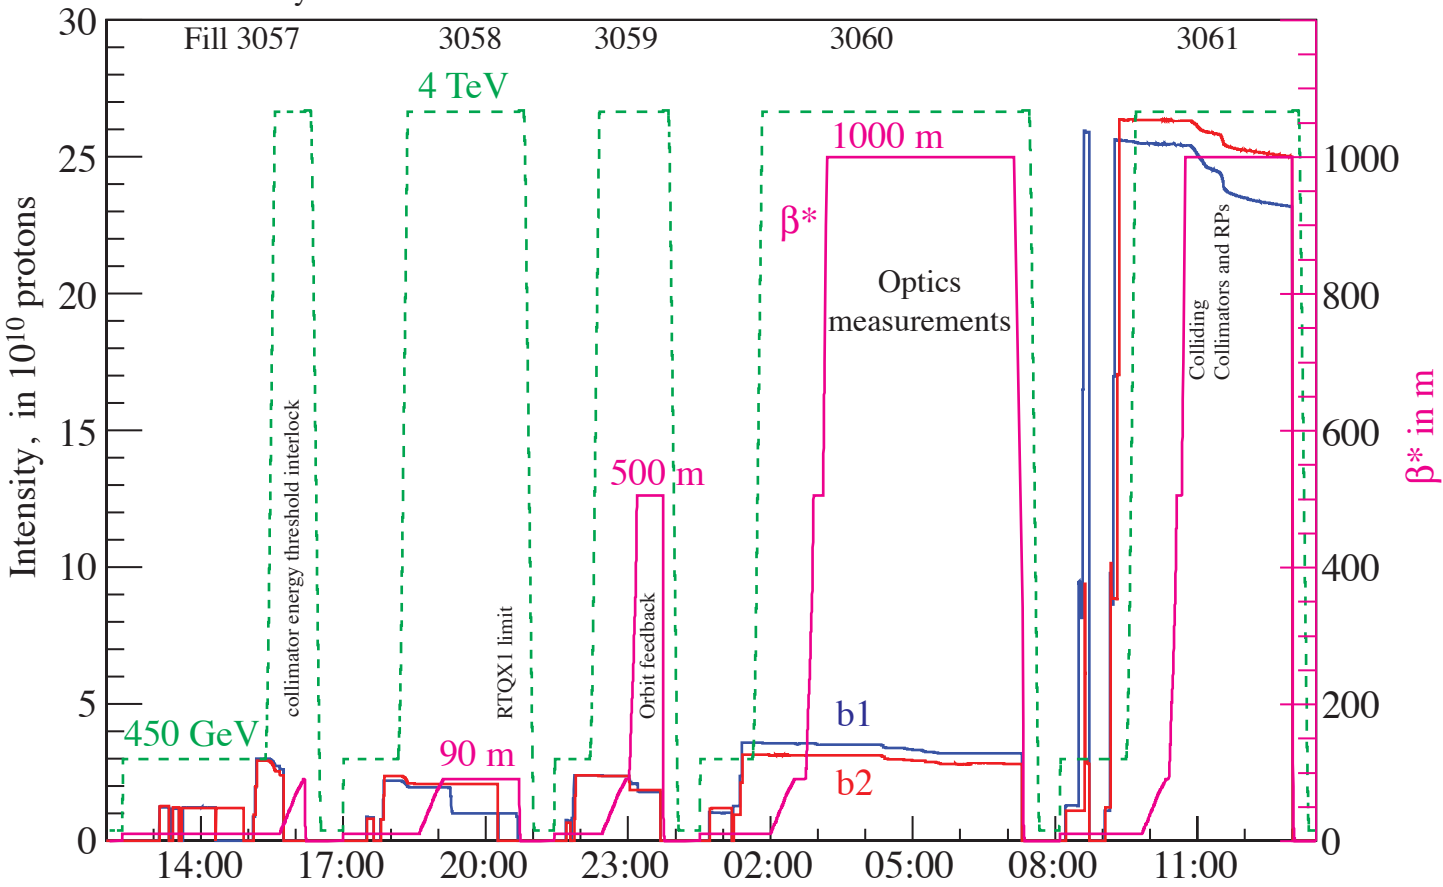 30
Fill 3057
3058
3059
3060
3061
4 TeV
1000 m
25
1000
β*
Optics
measurements
Colliding
Collimators and RPs
20
800
Intensity, in 10¹⁰ protons
β* in m
15
600
collimator energy threshold interlock
500 m
10
400
RTQX1 limit
Orbit feedback
5
200
450 GeV
90 m
b1
b2
0
0
14:00
17:00
20:00
23:00
02:00
05:00
08:00
11:00